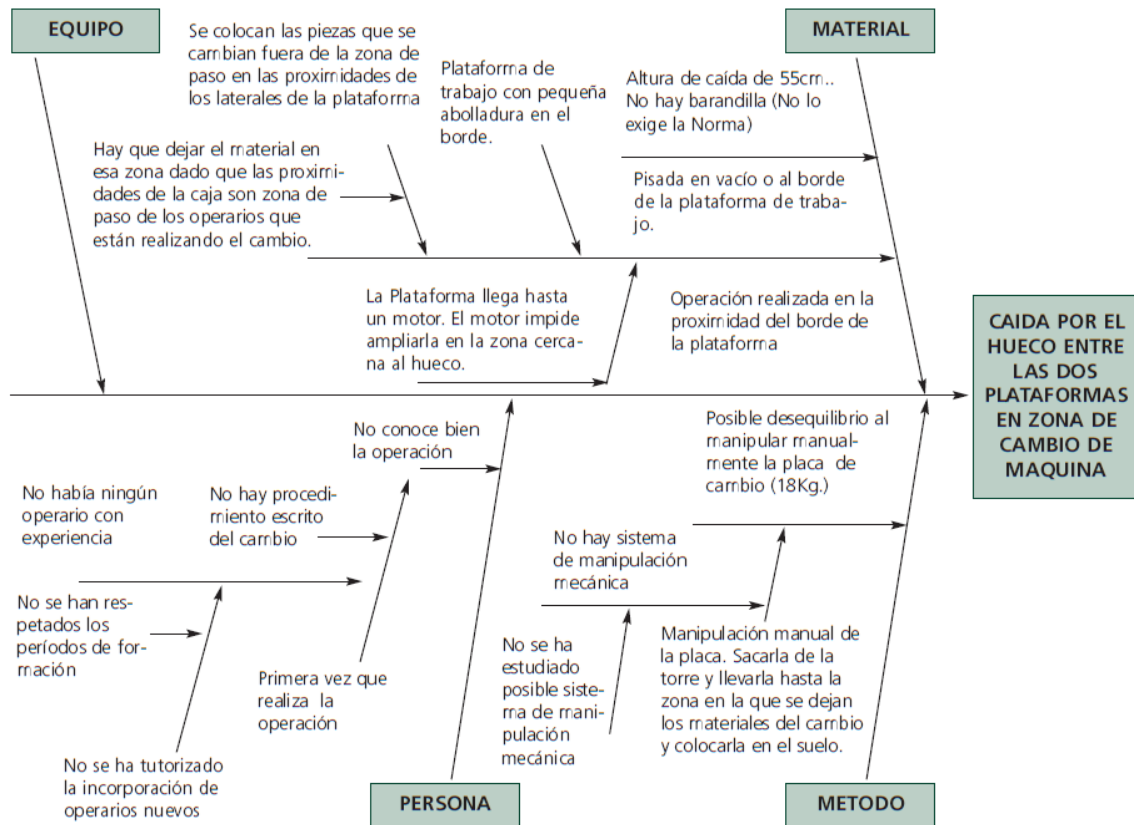 EQUIPO
Se colocan las piezas que se
cambian fuera de la zona de
paso en las proximidades de
los laterales de la plataforma
Plataforma de
trabajo con pequeña
abolladura en el
borde.
MATERIAL
Altura de caída de 55cm..
No hay barandilla (No lo
exige la Norma)
Hay que dejar el material en
esa zona dado que las proximi-
dades de la caja son zona de
paso de los operarios que
están realizando el cambio.
Pisada en vacío o al borde
de la plataforma de traba-
jo.
La Plataforma llega hasta
un motor. El motor impide
ampliarla en la zona cerca-
na al hueco.
Operación realizada en la
proximidad del borde de
la plataforma
CAIDA POR EL
HUECO ENTRE
LAS DOS
PLATAFORMAS
EN ZONA DE
CAMBIO DE
MAQUINA
No conoce bien
la operación
Posible desequilibrio al
manipular manual-
mente la placa de
cambio (18Kg.)
No había ningún
operario con
experiencia
No hay procedi-
miento escrito
del cambio
No hay sistema
de manipulación
mecánica
No se han res-
petados los
períodos de for-
mación
Primera vez que
realiza la
operación
No se ha
estudiado
posible siste-
ma de mani-
pulación
mecánica
Manipulación manual de
la placa. Sacarla de la
torre y llevarla hasta la
zona en la que se dejan
los materiales del cambio
y colocarla en el suelo.
No se ha tutorizado
la incorporación de
operarios nuevos
PERSONA
METODO